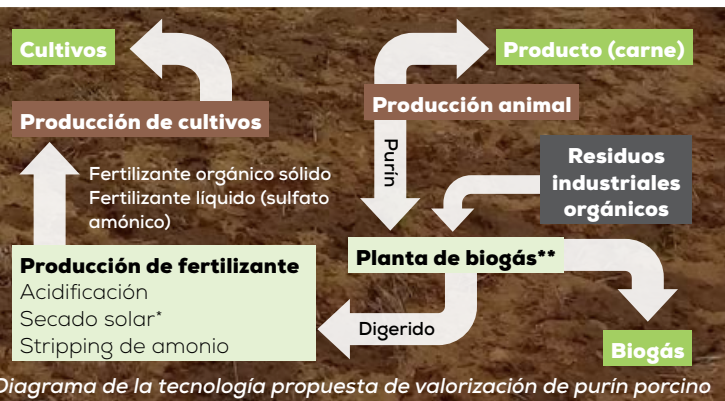 Cultivos
Producto (carne)
Producción de cultivos
Producción animal
Purín
Fertilizante orgánico sólido
Fertilizante líquido (sulfato
amónico)
Residuos
industriales
orgánicos
Producción de fertilizante
Acidificación
Secado solar*
Stripping de amonio
Planta de biogás**
Digerido
Biogás
Diagrama de la tecnología propuesta de valorización de purín porcino